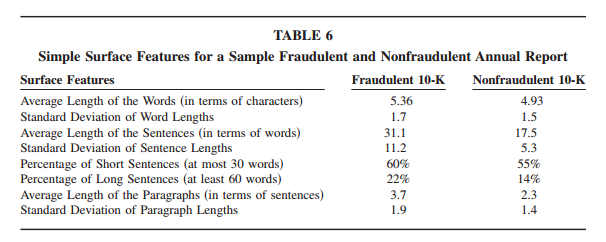 TABLE 6
Simple Surface Features for a Sample Fraudulent and Nonfraudulent Annual Report
Surface Features Fraudulent 10-K Nonfraudulent 10-K
Average Length of the Words (in terms of characters) 5.36 4.93
Standard Deviation of Word Lengths 1.7 1.5
Average Length of the Sentences (in terms of words) 31.1 17.5
Standard Deviation of Sentence Lengths 11.2 5.3
Percentage of Short Sentences (at most 30 words) 60% 55%
Percentage of Long Sentences (at least 60 words) 22% 14%
Average Length of the Paragraphs (in terms of sentences) 3.7 2.3
Standard Deviation of Paragraph Lengths 1.9 1.4